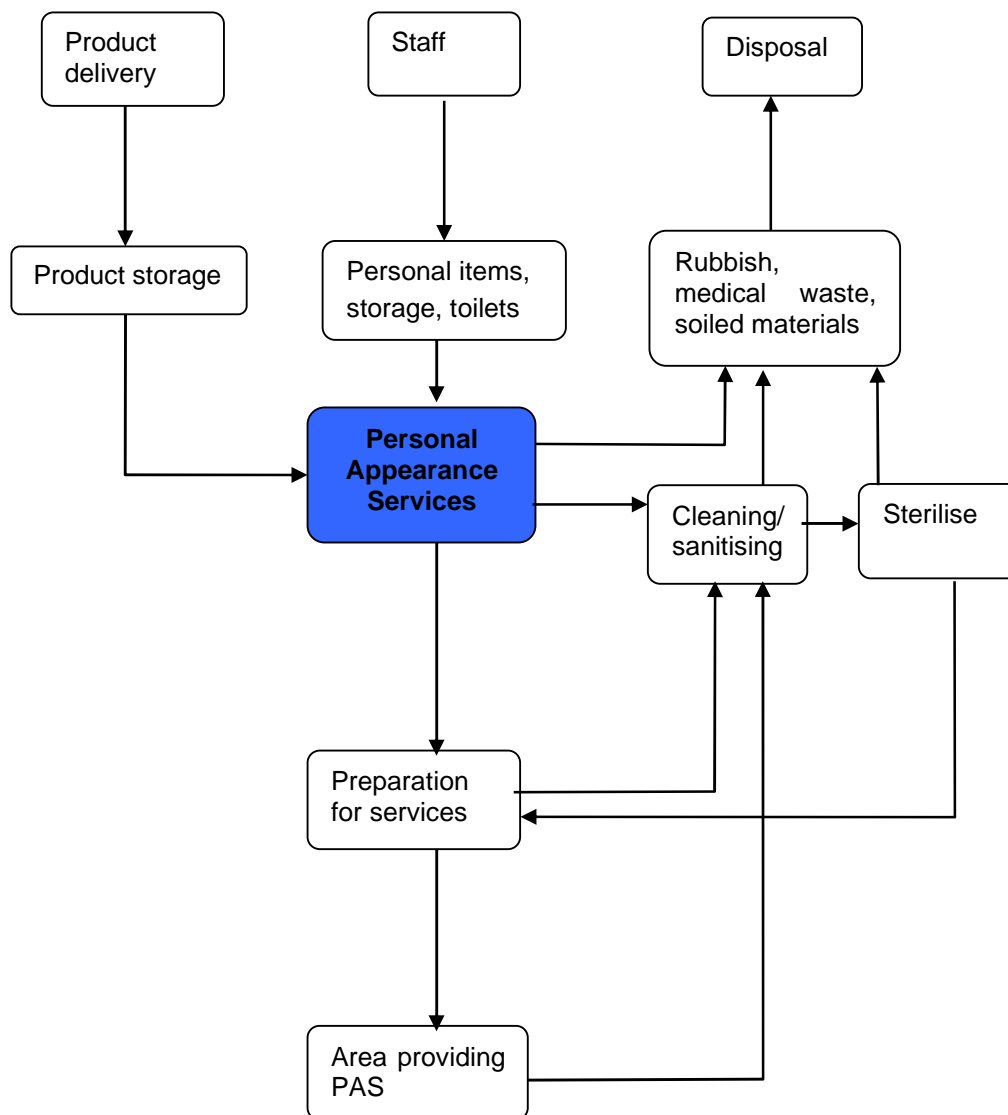 Product
delivery
Staff
Disposal
Product storage
Personal items,
storage, toilets
Rubbish,
medical waste,
soiled materials
Personal
Appearance
Services
Cleaning/
sanitising
Sterilise
Preparation
for services
Area providing
PAS